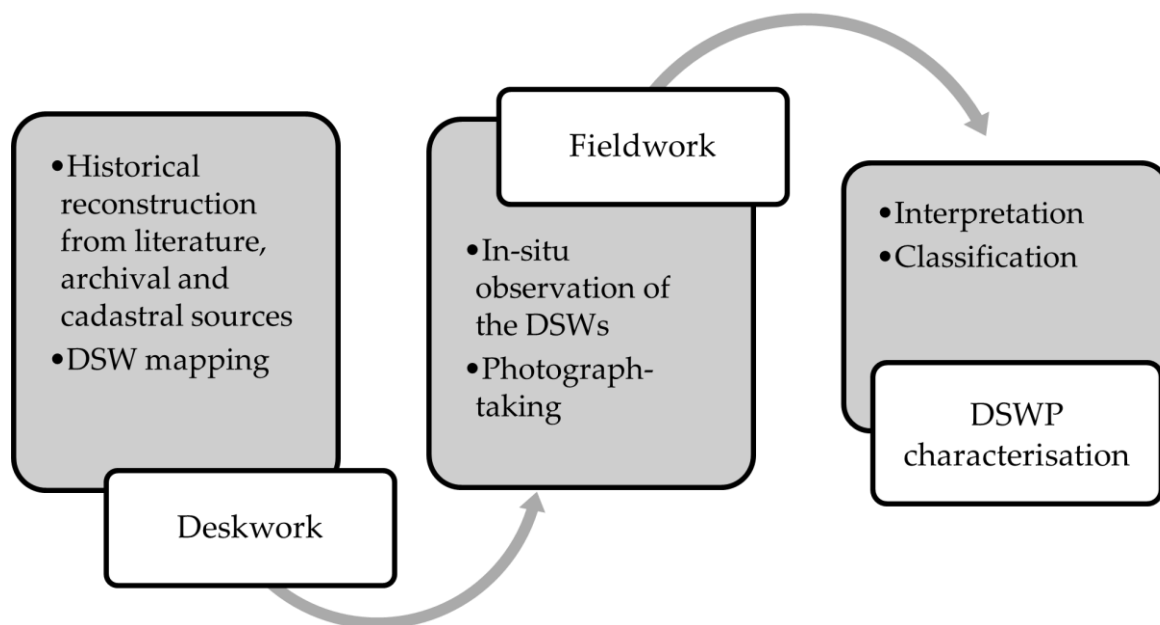 •Historical
reconstruction
from literature,
archival and
cadastral sources
•DSW mapping
Deskwork
Fieldwork
•In-situ
observation of
the DSWs
•Photograph-
taking
•Interpretation
•Classification
DSWP
characterisation